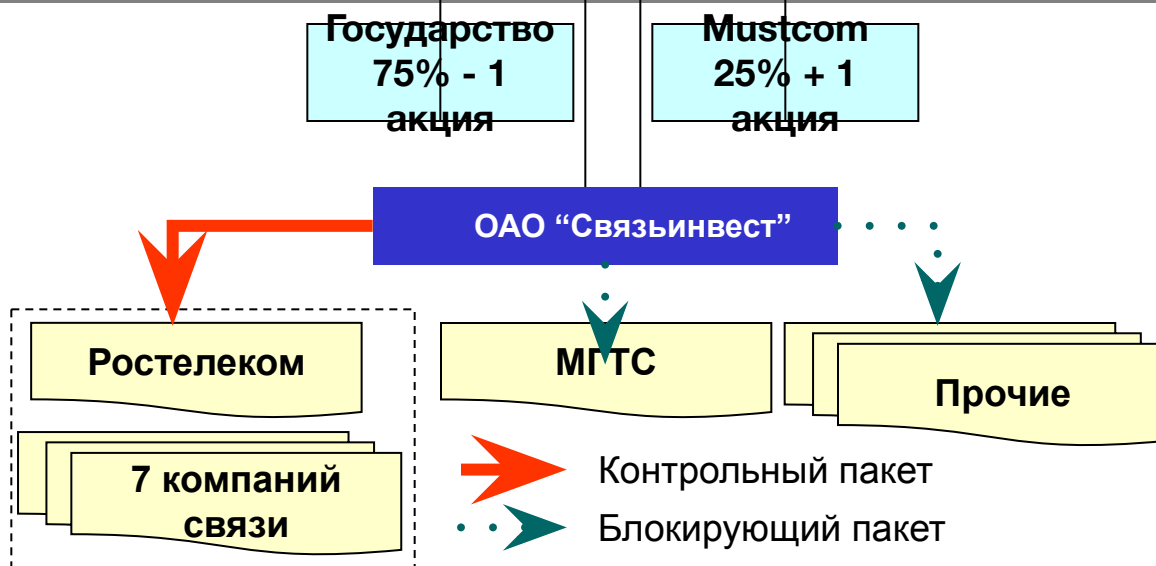 Государство
75% - 1
акция
Mustcom
25% + 1
акция
ОАО “Связьинвест”
Ростелеком
МГТС
Прочие
7 компаний
связи
Контрольный пакет
Блокирующий пакет